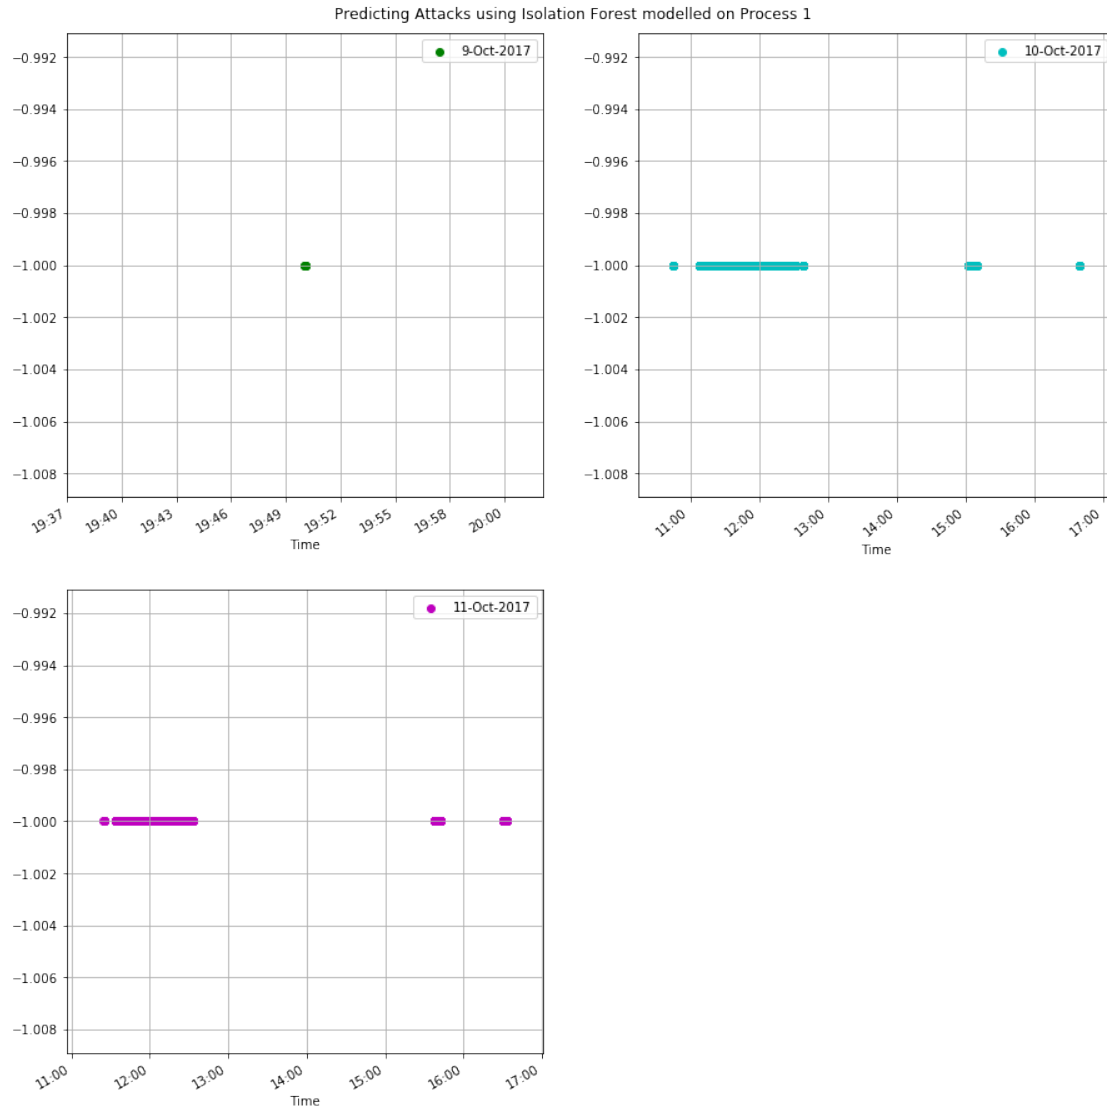 Predicting Attacks using Isolation Forest modelled on Process 1
9-Oct-2017
−0.992
−0.994
−0.996
−0.998
−1.000
−1.002
−1.004
−1.006
−1.008
19:37 19:40 19:43 19:46 19:49 19:52 19:55 19:58 20:00
Time
10-Oct-2017
−0.992
−0.994
−0.996
−0.998
−1.000
−1.002
−1.004
−1.006
−1.008
11:00 12:00 13:00 14:00 15:00 16:00 17:00
Time
11-Oct-2017
−0.992
−0.994
−0.996
−0.998
−1.000
−1.002
−1.004
−1.006
−1.008
11:00 12:00 13:00 14:00 15:00 16:00 17:00
Time